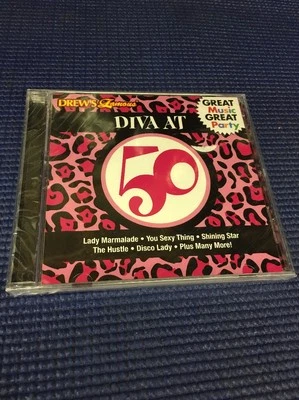 DREW'S Famous
GREAT
Music
GREAT
Party
DIVA AT
50
Lady Marmalade • You Sexy Thing • Shining Star
The Hustle • Disco Lady • Plus Many More!